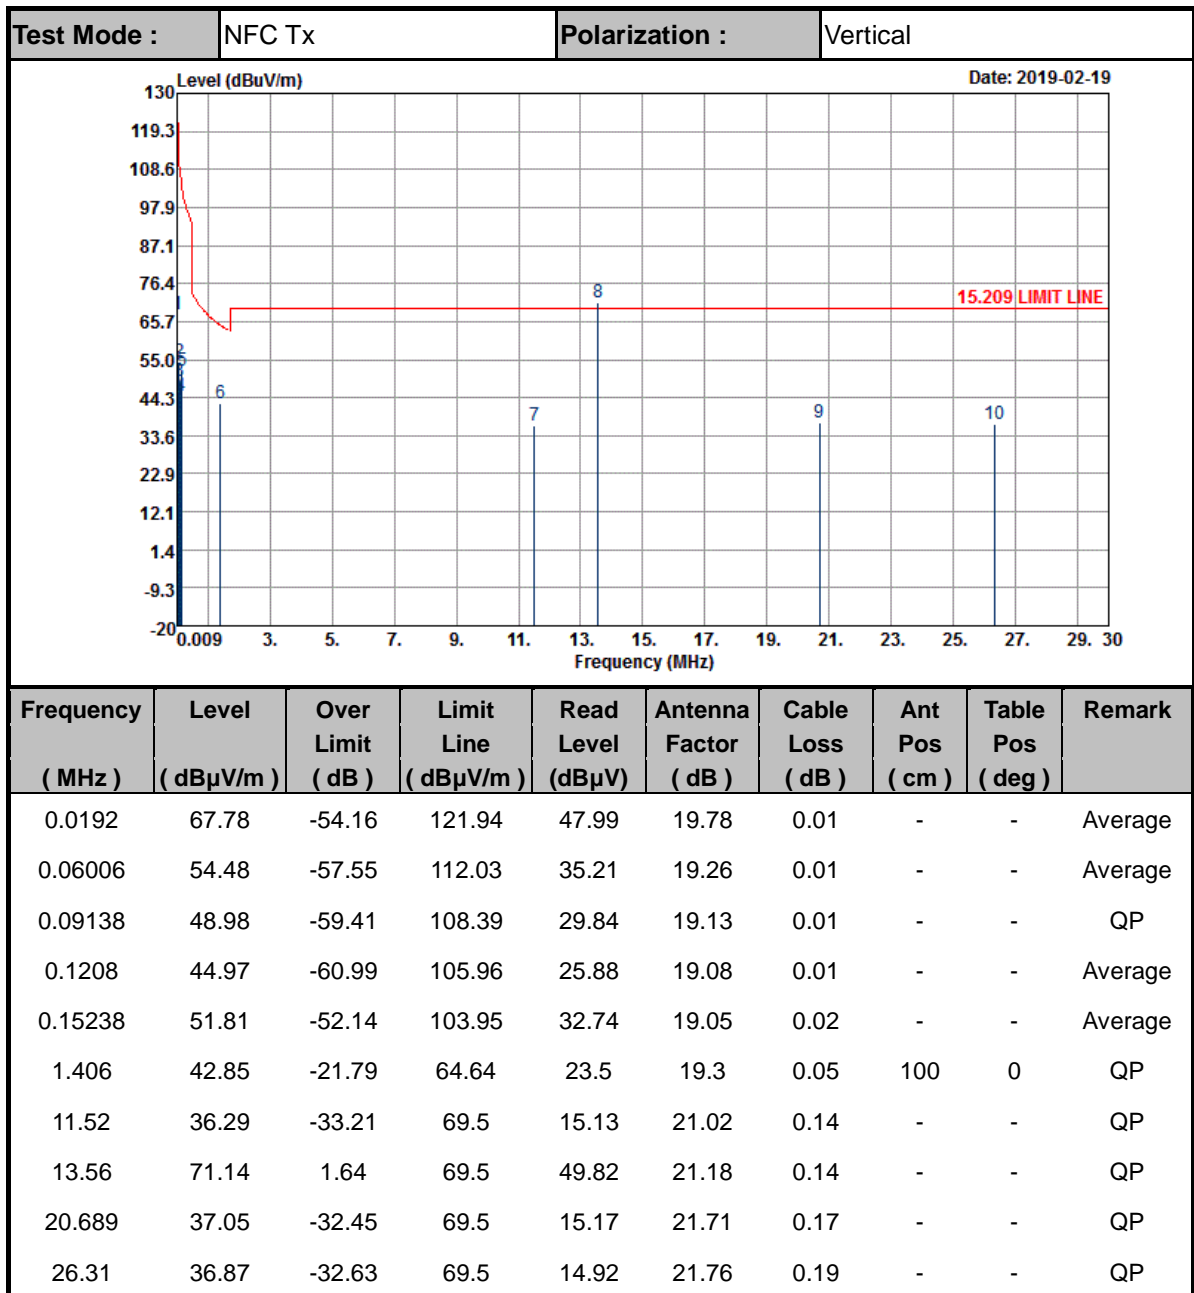 Test Mode : NFC Tx Polarization : Vertical
Level (dBuV/m) Date: 2019-02-19
130
119.3
108.6
97.9
87.1
76.4
65.7
55.0
44.3
33.6
22.9
12.1
1.4
-9.3
-20
8
15.209 LIMIT LINE
2
6
7
9
10
0.009 3. 5. 7. 9. 11. 13. 15. 17. 19. 21. 23. 25. 27. 29. 30
Frequency (MHz)
Frequency Level Over Limit Read Antenna Cable Ant Table Remark
Limit Line Level Factor Loss Pos Pos
( MHz ) ( dBµV/m ) ( dB ) ( dBµV/m ) (dBµV) ( dB ) ( dB ) ( cm ) ( deg )
0.0192 67.78 -54.16 121.94 47.99 19.78 0.01 - - Average
0.06006 54.48 -57.55 112.03 35.21 19.26 0.01 - - Average
0.09138 48.98 -59.41 108.39 29.84 19.13 0.01 - - QP
0.1208 44.97 -60.99 105.96 25.88 19.08 0.01 - - Average
0.15238 51.81 -52.14 103.95 32.74 19.05 0.02 - - Average
1.406 42.85 -21.79 64.64 23.5 19.3 0.05 100 0 QP
11.52 36.29 -33.21 69.5 15.13 21.02 0.14 - - QP
13.56 71.14 1.64 69.5 49.82 21.18 0.14 - - QP
20.689 37.05 -32.45 69.5 15.17 21.71 0.17 - - QP
26.31 36.87 -32.63 69.5 14.92 21.76 0.19 - - QP